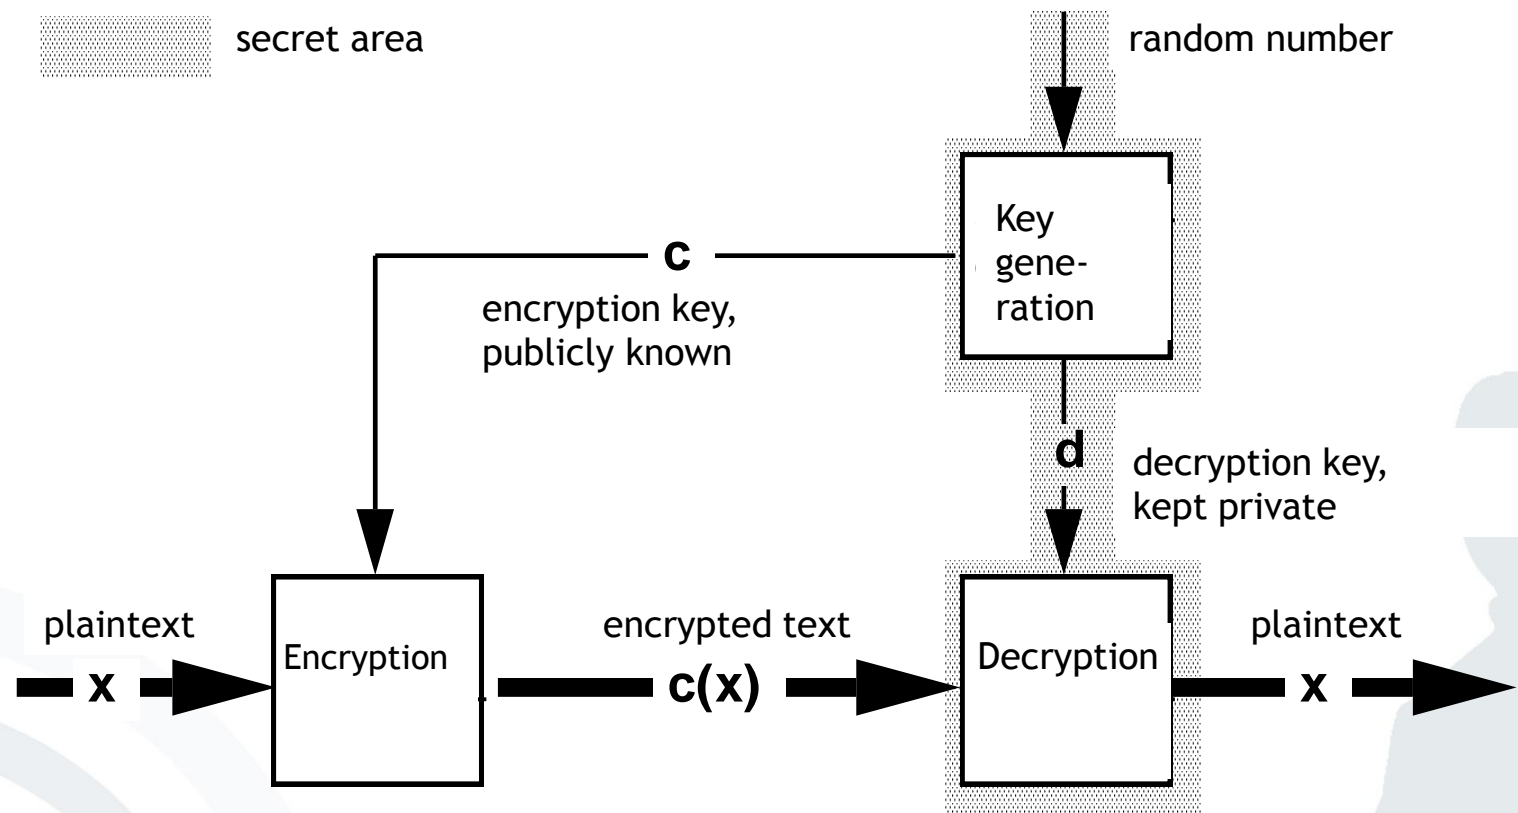 secret area
random number
Key
gene-
ration
c
encryption key,
publicly known
d
decryption key,
kept private
plaintext
x
Encryption
encrypted text
c(x)
Decryption
plaintext
x